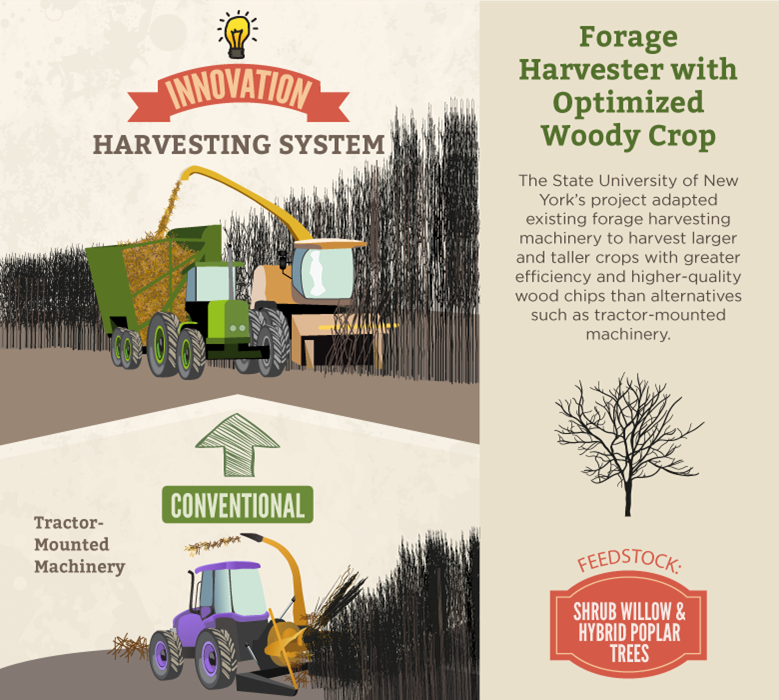 INNOVATION
HARVESTING SYSTEM
CONVENTIONAL
Tractor-
Mounted
Machinery
Forage
Harvester with
Optimized
Woody Crop
The State University of New
York's project adapted
existing forage harvesting
machinery to harvest larger
and taller crops with greater
efficiency and higher-quality
wood chips than alternatives
such as tractor-mounted
machinery.
FEEDSTOCK:
SHRUB WILLOW &
HYBRID POPLAR
TREES